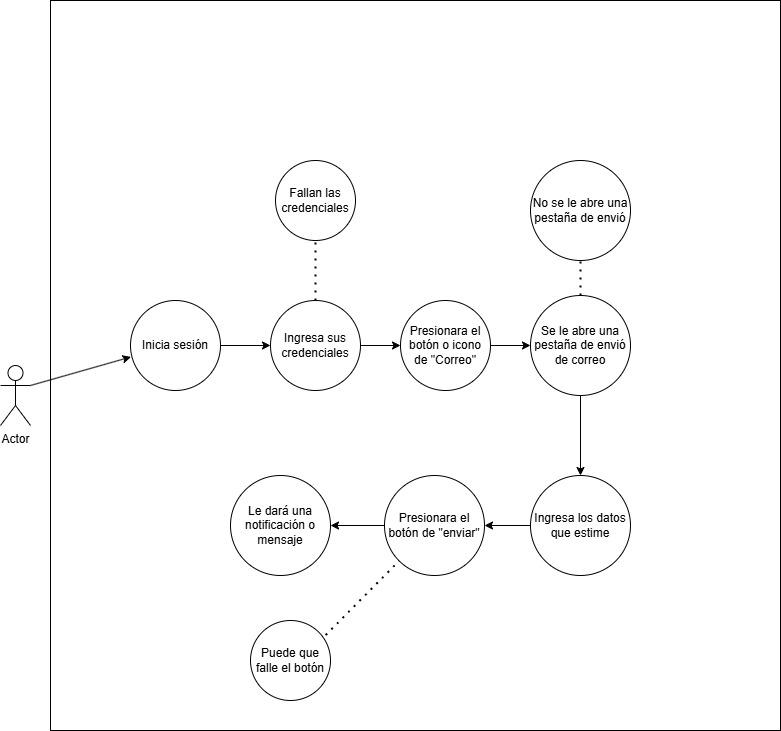 Fallan las
credenciales
No se le abre una
pestaña de envió
Inicia sesión
Ingresa sus
credenciales
Presionara el
botón o icono
de "Correo"
Se le abre una
pestaña de envió
de correo
Actor
Le dará una
notificación o
mensaje
Presionara el
botón de "enviar"
Ingresa los datos
que estime
Puede que
falle el botón